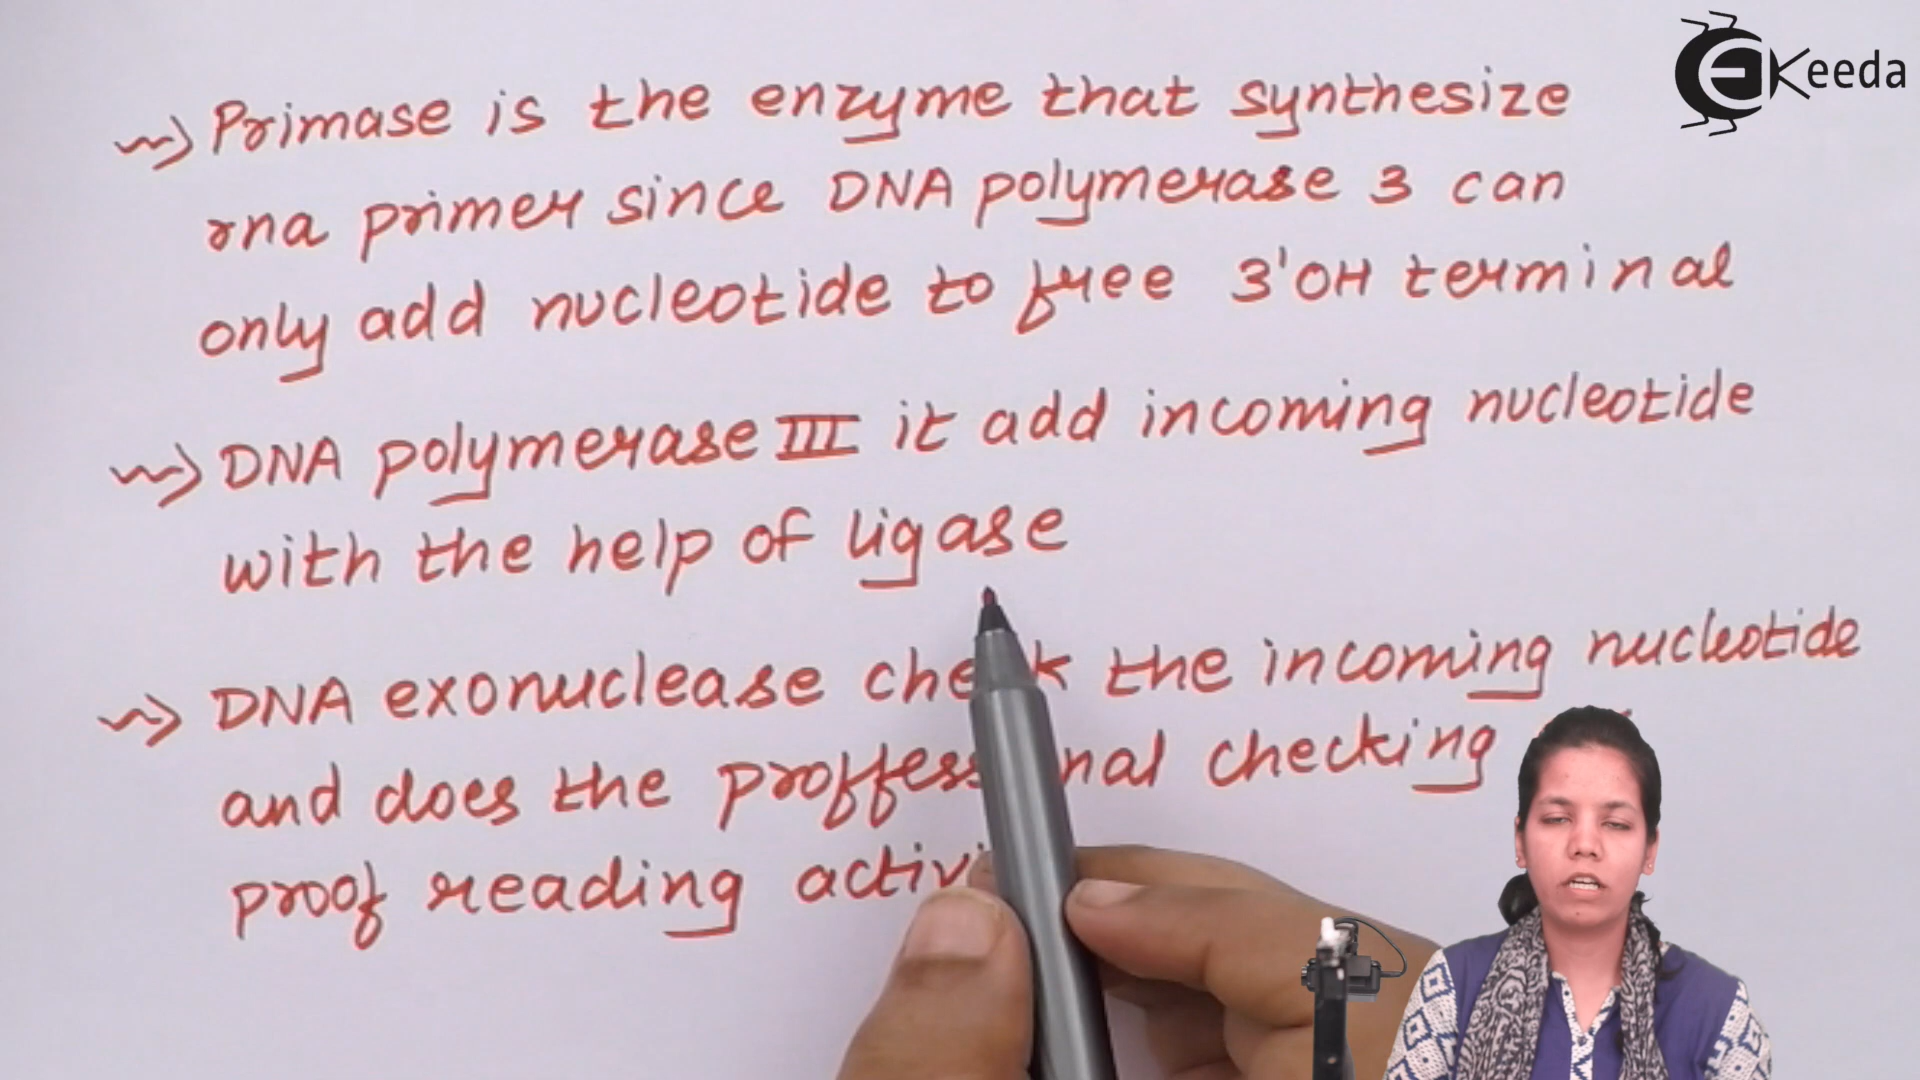 EKeeda
Primase is the enzyme that synthesize
rna primer since DNA polymerase 3 can
only add nucleotide to free 3'OH terminal
DNA polymerase III it add incoming nucleotide
with the help of ligase
DNA exonuclease check the incoming nucleotide
and does the checking
proof reading